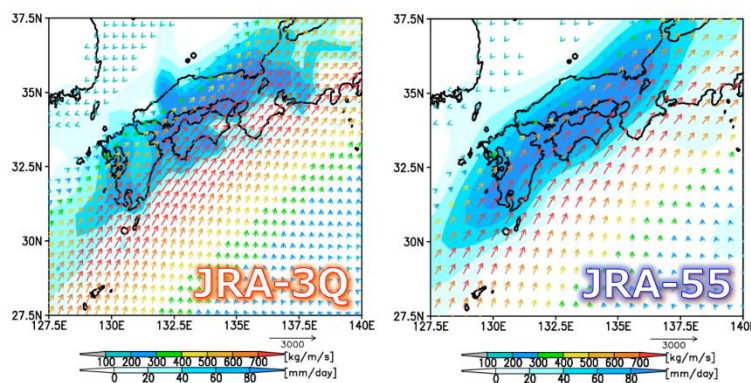 37.5N
35N
32.5N
30N
27.5N
127.5E
130E
132.5E
135E
137.5E
140E
JRA-3Q
3000
100 200 300 400 500 600 700 [kg/m/s]
0 20 40 60 80 [mm/day]
37.5N
35N
32.5N
30N
27.5N
127.5E
130E
132.5E
135E
137.5E
140E
JRA-55
3000
100 200 300 400 500 600 700 [kg/m/s]
0 20 40 60 80 [mm/day]